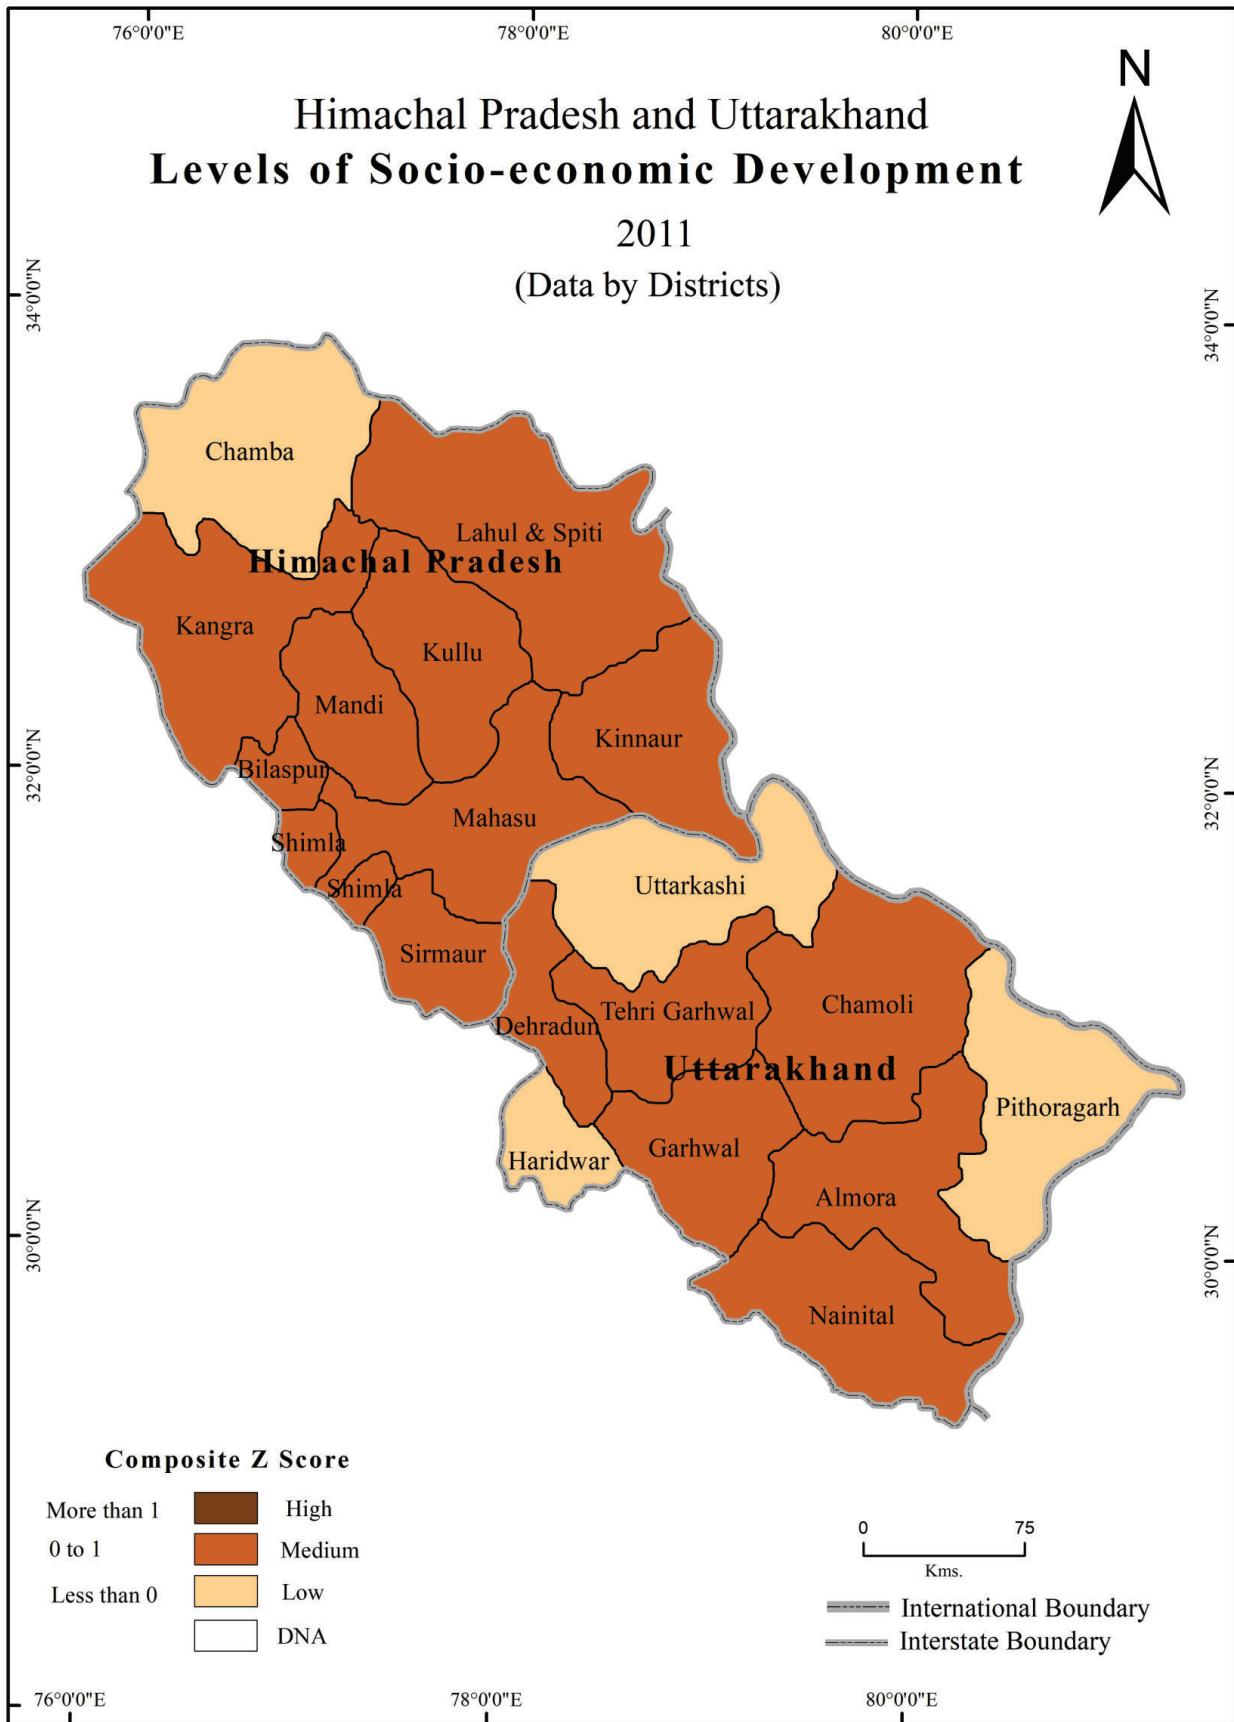 76°0'0"E 78°0'0"E 80°0'0"E
N
Himachal Pradesh and Uttarakhand
Levels of Socio-economic Development
2011
(Data by Districts)
34°0'0"N
34°0'0"N
Chamba
Lahul & Spiti
Himachal Pradesh
Kangra
Kullu
Mandi
Kinnaur
32°0'0"N
Bilaspur
32°0'0"N
Mahasu
Shimla
Uttarkashi
Shimla
Sirmaur
Chamoli
Tehri Garhwal
Dehradun
Uttarakhand
Pithoragarh
Garhwal
Haridwar
Almora
30°0'0"N
30°0'0"N
Nainital
Composite Z Score
More than 1 High
0 to 1 Medium
Less than 0 Low
DNA
0 75
Kms.
International Boundary
Interstate Boundary
76°0'0"E 78°0'0"E 80°0'0"E